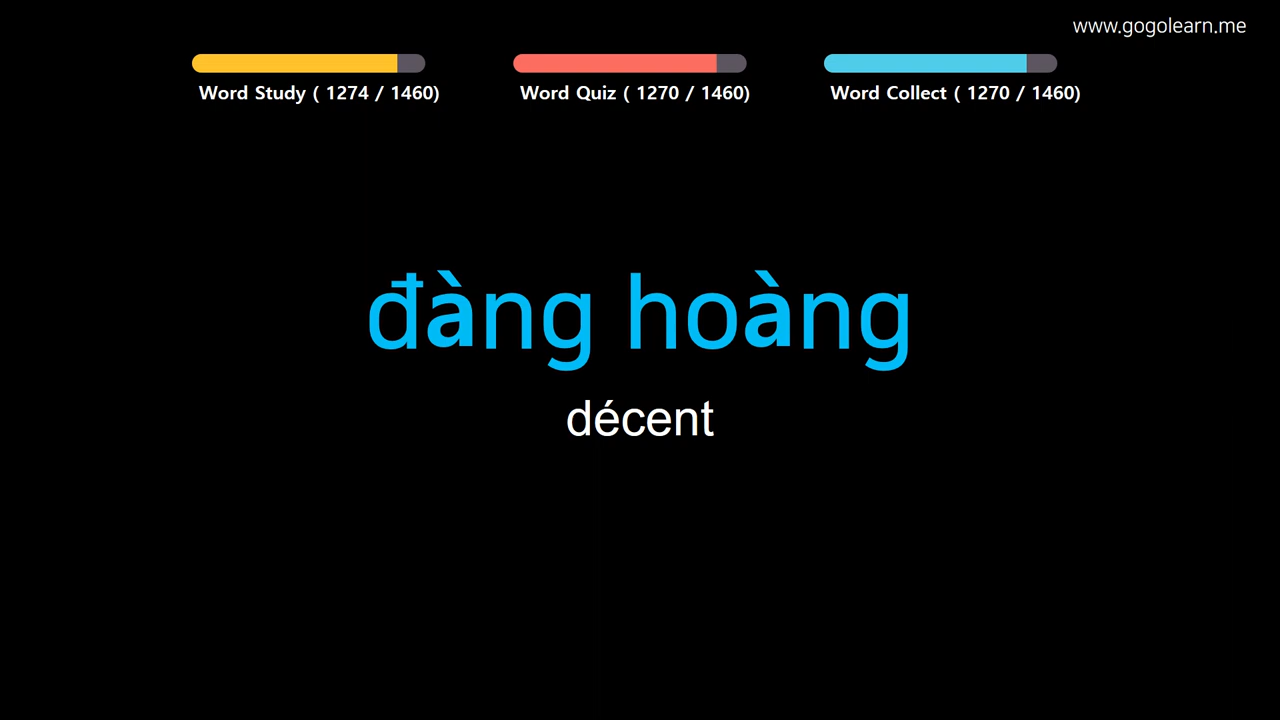 www.gogolearn.me
Word Study ( 1274 / 1460)
Word Quiz ( 1270 / 1460)
Word Collect ( 1270 / 1460)
đàng hoàng
décent